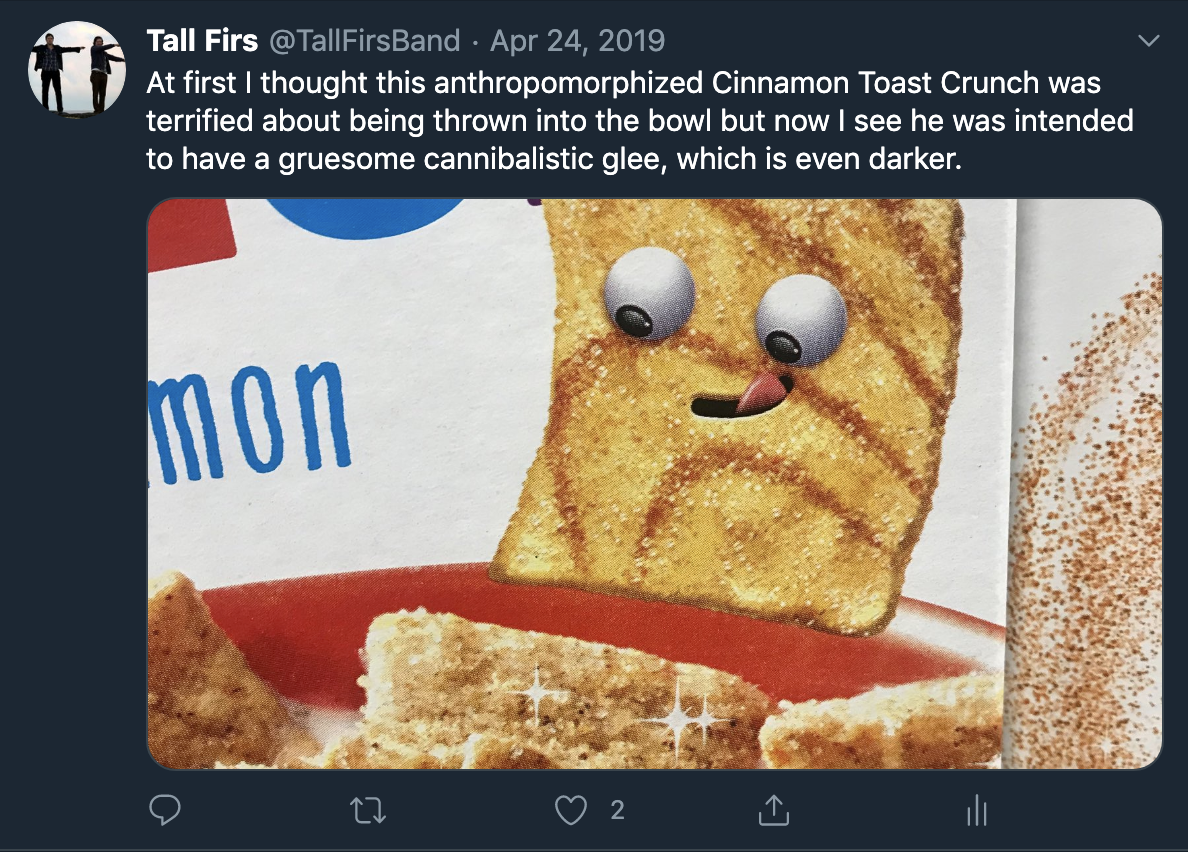 Tall Firs @TallFirsBand · Apr 24, 2019
At first I thought this anthropomorphized Cinnamon Toast Crunch was
terrified about being thrown into the bowl but now I see he was intended
to have a gruesome cannibalistic glee, which is even darker.
mon
2